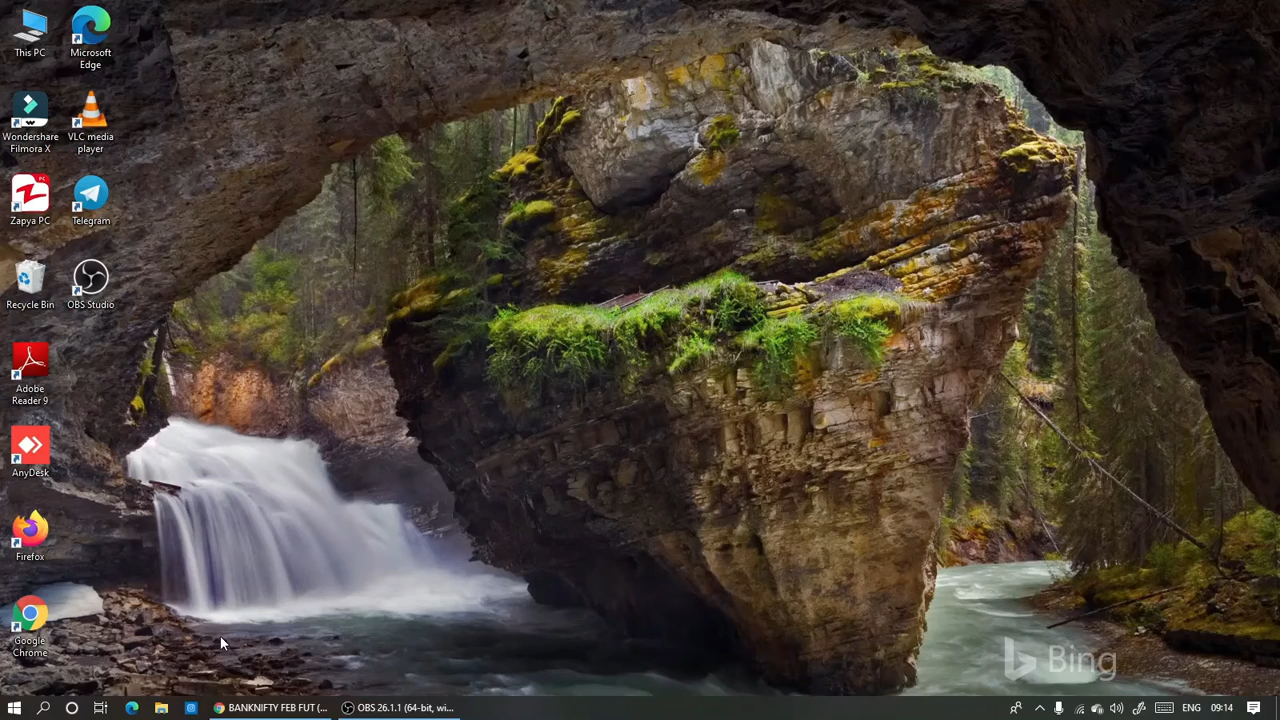 This PC
Microsoft
Edge
Wondershare
Filmora X
VLC media
player
PC
Zapya PC
Telegram
Recycle Bin
OBS Studio
Adobe
Reader 9
AnyDesk
Firefox
Google
Chrome
Bing
BANKNIFTY FEB FUT (...
OBS 26.1.1 (64-bit, wi...
ENG
09:14